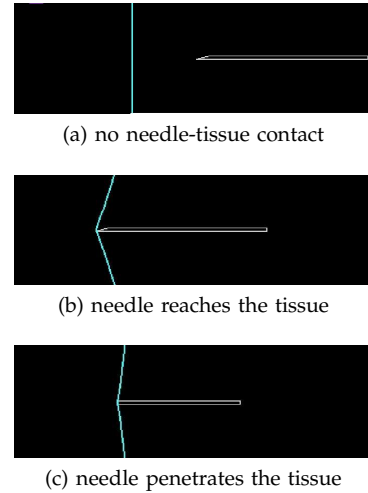 (a) no needle-tissue contact
(b) needle reaches the tissue
(c) needle penetrates the tissue